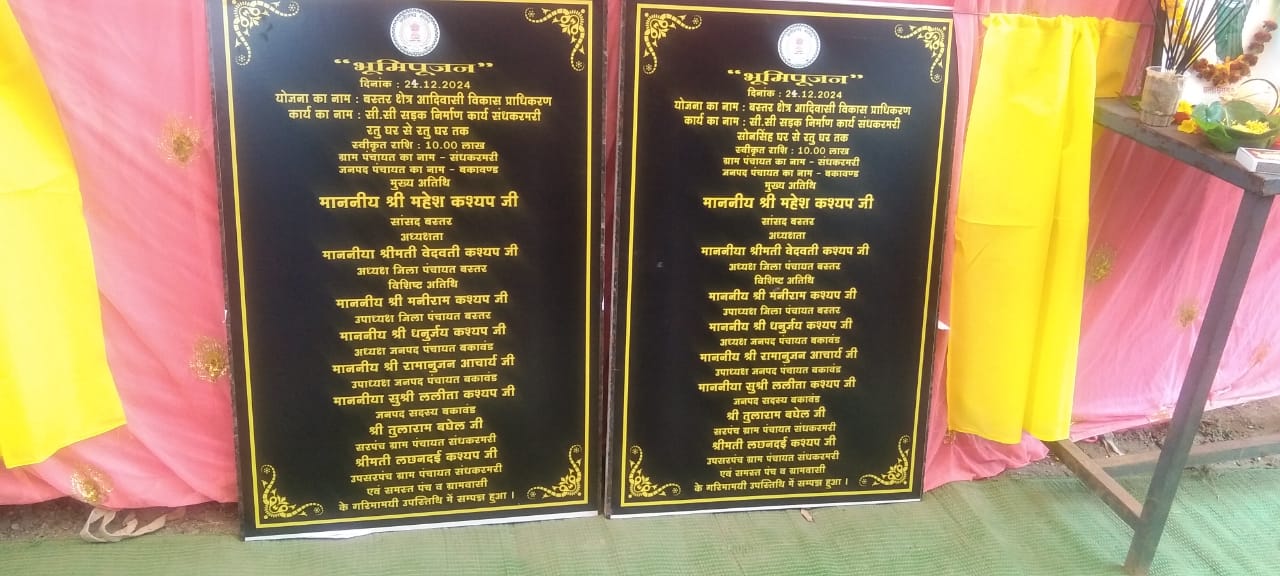 “भूमिपूजन”
दिनांक : 24.12.2024
योजना का नाम : बस्तर क्षेत्र आदिवासी विकास प्राधिकरण
कार्य का नाम : सी.सी सड़क निर्माण कार्य संधकरमरी
रतु घर से रतु घर तक
स्वीकृत राशि : 10.00 लाख
ग्राम पंचायत का नाम - संधकरमरी
जनपद पंचायत का नाम - बकावण्ड
मुख्य अतिथि
माननीय श्री महेश कश्यप जी
सांसद बस्तर
अध्यक्षता
माननीया श्रीमती वेदवती कश्यप जी
अध्यक्ष जिला पंचायत बस्तर
विशिष्ट अतिथि
माननीय श्री मनीराम कश्यप जी
उपाध्यक्ष जिला पंचायत बस्तर
माननीय श्री धनुर्जय कश्यप जी
अध्यक्ष जनपद पंचायत बकावंड
माननीय श्री रामानुजन आचार्य जी
उपाध्यक्ष जनपद पंचायत बकावंड
माननीया सुश्री ललीता कश्यप जी
जनपद सदस्य बकावंड
श्री तुलाराम बघेल जी
सरपंच ग्राम पंचायत संधकरमरी
श्रीमती लछनदई कश्यप जी
उपसरपंच ग्राम पंचायत संधकरमरी
एवं समस्त पंच व ग्रामवासी
के गरिमामयी उपस्तिथि में सम्पन्न हुआ ।
“भूमिपूजन”
दिनांक : 24.12.2024
योजना का नाम : बस्तर क्षेत्र आदिवासी विकास प्राधिकरण
कार्य का नाम : सी.सी सड़क निर्माण कार्य संधकरमरी
सोनसिंह घर से रतु घर तक
स्वीकृत राशि : 10.00 लाख
ग्राम पंचायत का नाम - संधकरमरी
जनपद पंचायत का नाम - बकावण्ड
मुख्य अतिथि
माननीय श्री महेश कश्यप जी
सांसद बस्तर
अध्यक्षता
माननीया श्रीमती वेदवती कश्यप जी
अध्यक्ष जिला पंचायत बस्तर
विशिष्ट अतिथि
माननीय श्री मनीराम कश्यप जी
उपाध्यक्ष जिला पंचायत बस्तर
माननीय श्री धनुर्जय कश्यप जी
अध्यक्ष जनपद पंचायत बकावंड
माननीय श्री रामानुजन आचार्य जी
उपाध्यक्ष जनपद पंचायत बकावंड
माननीया सुश्री ललीता कश्यप जी
जनपद सदस्य बकावंड
श्री तुलाराम बघेल जी
सरपंच ग्राम पंचायत संधकरमरी
श्रीमती लछनदई कश्यप जी
उपसरपंच ग्राम पंचायत संधकरमरी
एवं समस्त पंच व ग्रामवासी
के गरिमामयी उपस्तिथि में सम्पन्न हुआ ।